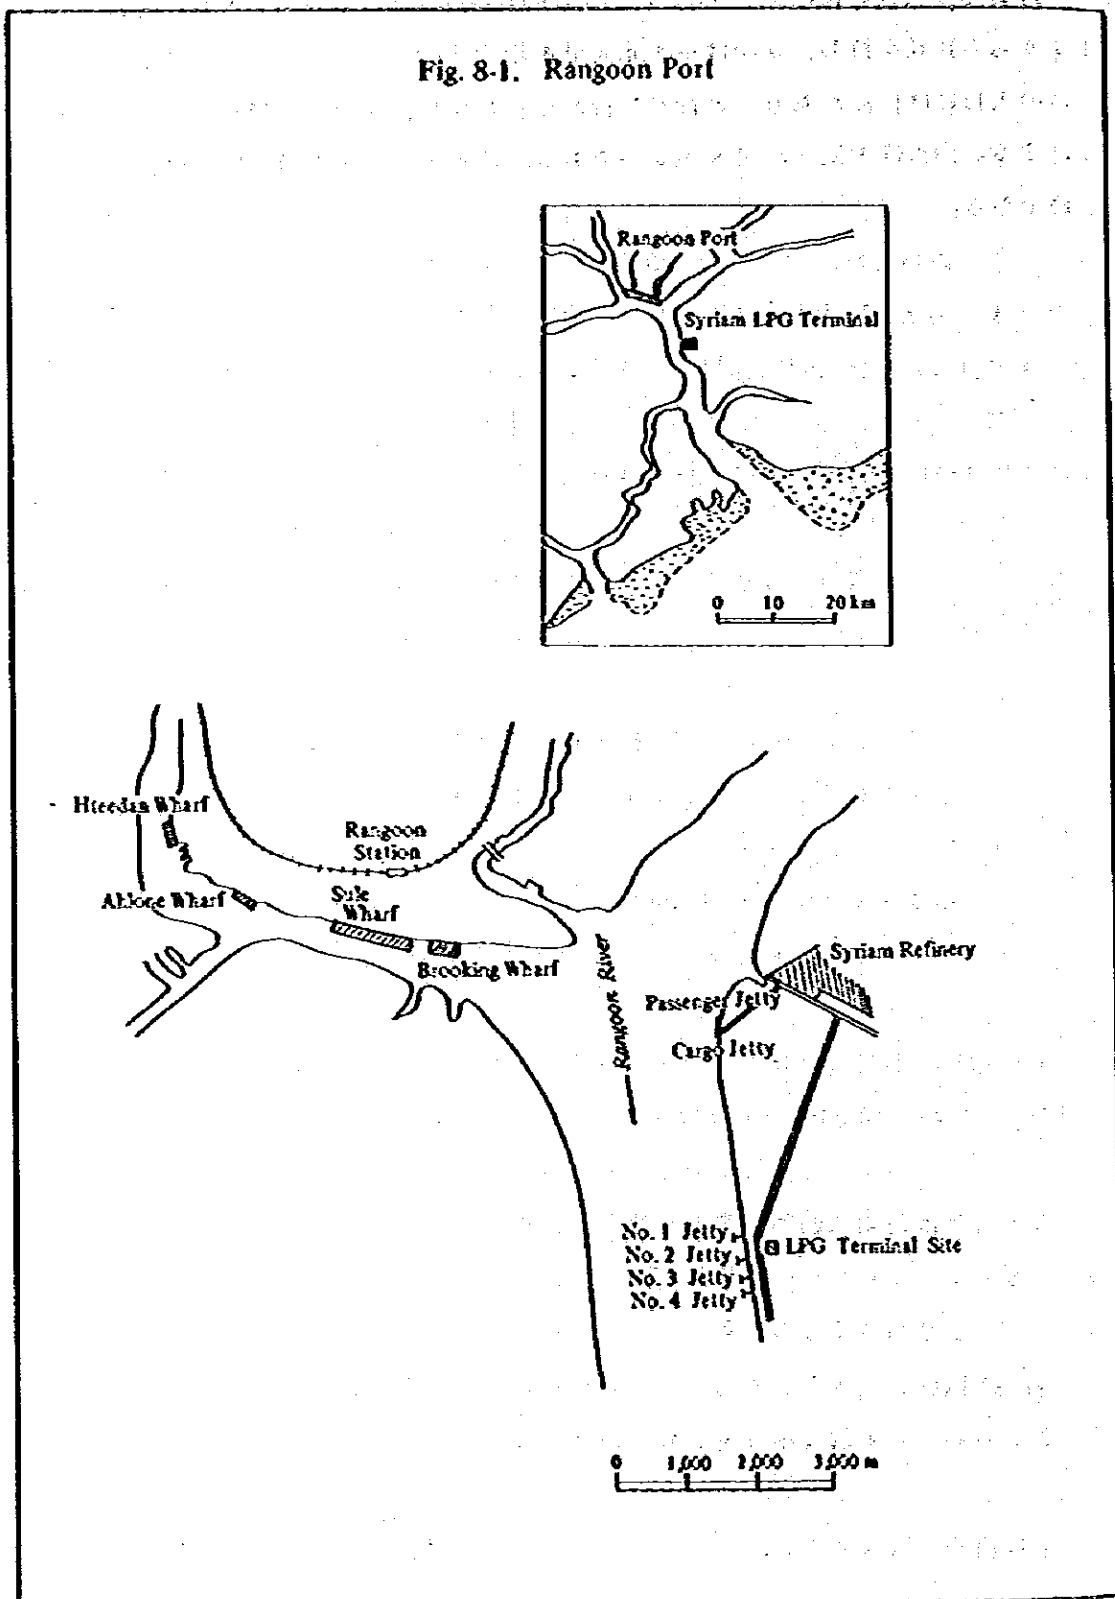 Fig. 8-1. Rangoon Port
Rangoon Port
Syriam LPG Terminal
0 10 20 km
Hteedan Wharf
Rangoon
Station
Ahlone Wharf
Sule
Wharf
Brooking Wharf
Rangoon River
Syriam Refinery
Passenger Jetty
Cargo Jetty
No. 1 Jetty
No. 2 Jetty
No. 3 Jetty
No. 4 Jetty
LPG Terminal Site
0 1,000 2,000 3,000 m